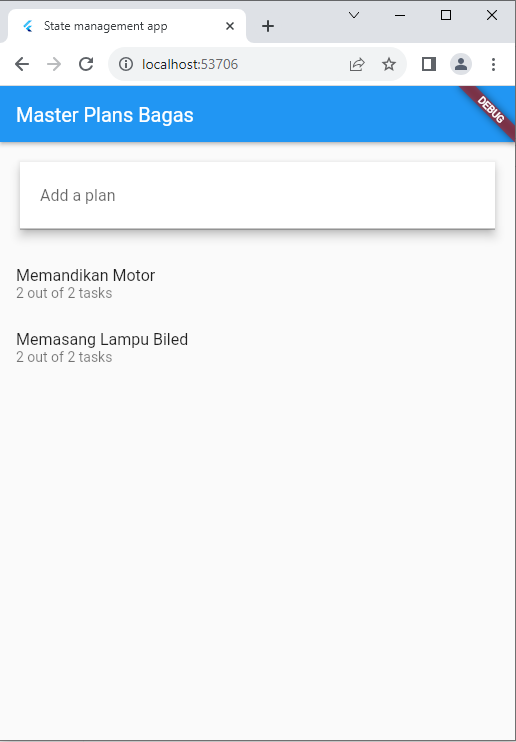 State management app
localhost:53706
Master Plans Bagas
DEBUG
Add a plan
Memandikan Motor
2 out of 2 tasks
Memasang Lampu Biled
2 out of 2 tasks